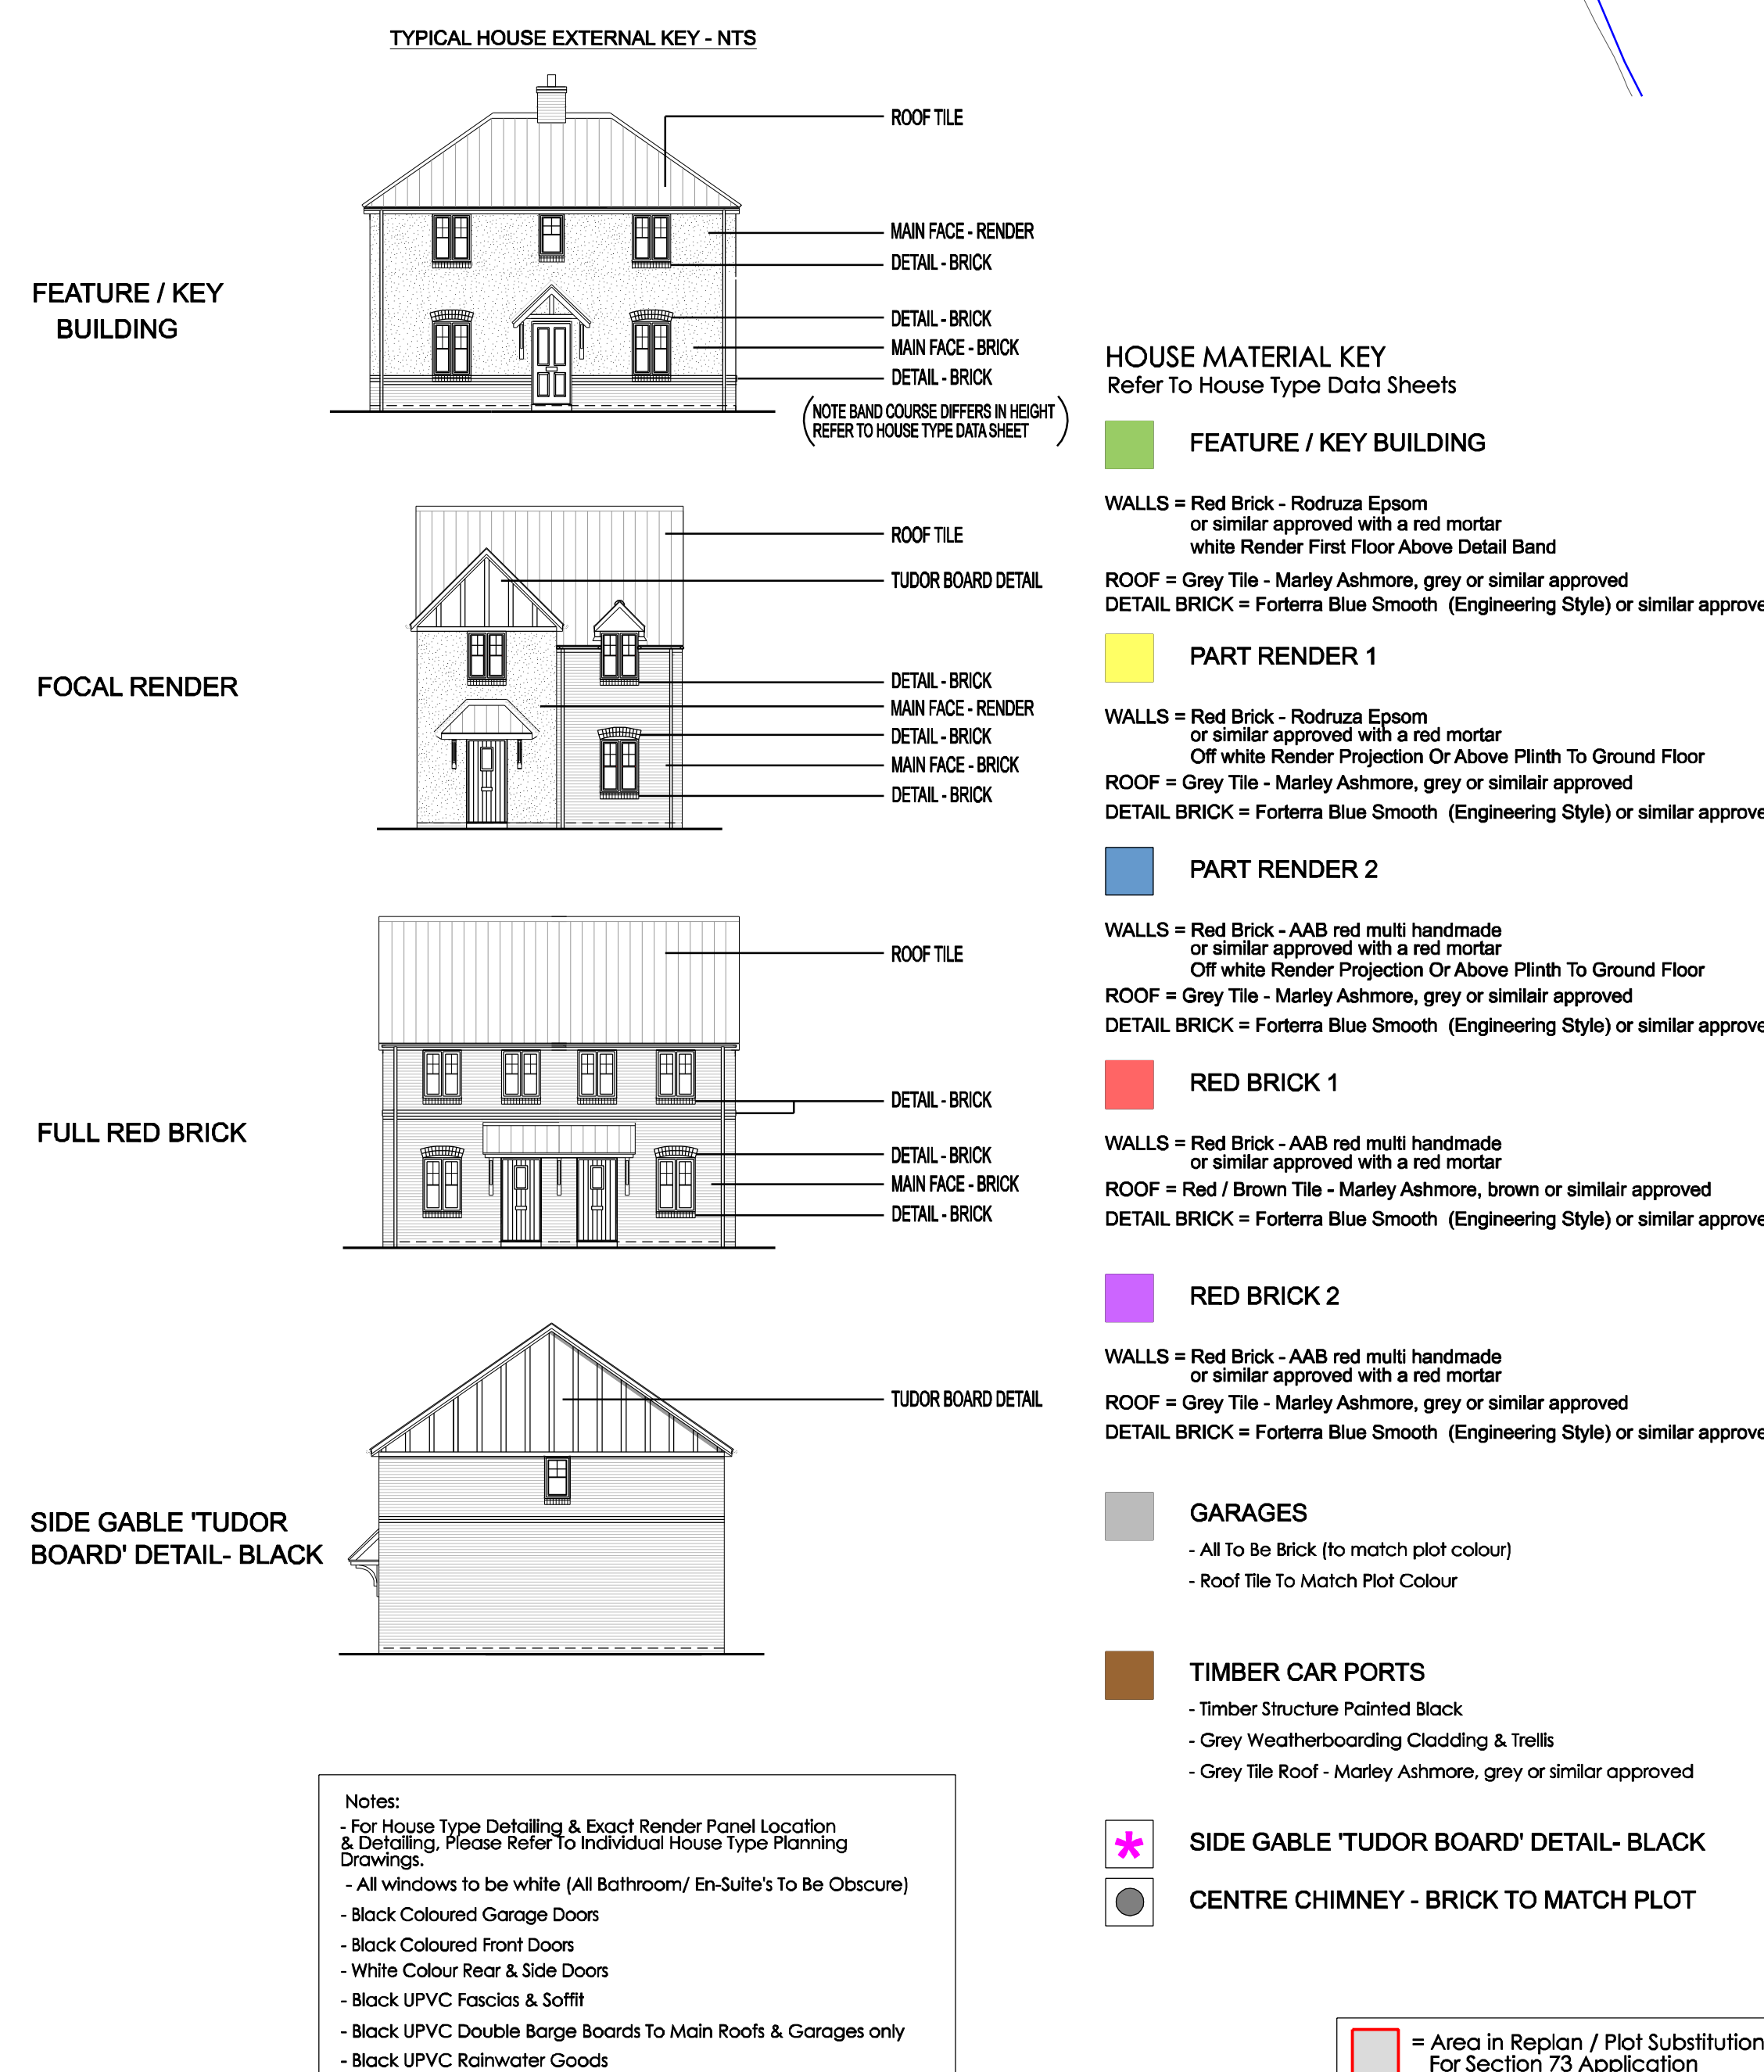 TYPICAL HOUSE EXTERNAL KEY - NTS
FEATURE / KEY
BUILDING
ROOF TILE
MAIN FACE - RENDER
DETAIL - BRICK
DETAIL - BRICK
MAIN FACE - BRICK
DETAIL - BRICK
NOTE BAND COURSE DIFFERS IN HEIGHT
REFER TO HOUSE TYPE DATA SHEET
FOCAL RENDER
ROOF TILE
TUDOR BOARD DETAIL
DETAIL - BRICK
MAIN FACE - RENDER
DETAIL - BRICK
MAIN FACE - BRICK
DETAIL - BRICK
FULL RED BRICK
ROOF TILE
DETAIL - BRICK
DETAIL - BRICK
MAIN FACE - BRICK
DETAIL - BRICK
SIDE GABLE 'TUDOR
BOARD' DETAIL- BLACK
TUDOR BOARD DETAIL
Notes:
- For House Type Detailing & Exact Render Panel Location
& Detailing, Please Refer To Individual House Type Planning
Drawings.
- All windows to be white (All Bathroom/ En-Suite's To Be Obscure)
- Black Coloured Garage Doors
- Black Coloured Front Doors
- White Colour Rear & Side Doors
- Black UPVC Fascias & Soffit
- Black UPVC Double Barge Boards To Main Roofs & Garages only
- Black UPVC Rainwater Goods
HOUSE MATERIAL KEY
Refer To House Type Data Sheets
FEATURE / KEY BUILDING
WALLS = Red Brick - Rodruza Epsom
or similar approved with a red mortar
white Render First Floor Above Detail Band
ROOF = Grey Tile - Marley Ashmore, grey or similar approved
DETAIL BRICK = Forterra Blue Smooth (Engineering Style) or similar approve
PART RENDER 1
WALLS = Red Brick - Rodruza Epsom
or similar approved with a red mortar
Off white Render Projection Or Above Plinth To Ground Floor
ROOF = Grey Tile - Marley Ashmore, grey or similair approved
DETAIL BRICK = Forterra Blue Smooth (Engineering Style) or similar approve
PART RENDER 2
WALLS = Red Brick - AAB red multi handmade
or similar approved with a red mortar
Off white Render Projection Or Above Plinth To Ground Floor
ROOF = Grey Tile - Marley Ashmore, grey or similair approved
DETAIL BRICK = Forterra Blue Smooth (Engineering Style) or similar approve
RED BRICK 1
WALLS = Red Brick - AAB red multi handmade
or similar approved with a red mortar
ROOF = Red / Brown Tile - Marley Ashmore, brown or similair approved
DETAIL BRICK = Forterra Blue Smooth (Engineering Style) or similar approve
RED BRICK 2
WALLS = Red Brick - AAB red multi handmade
or similar approved with a red mortar
ROOF = Grey Tile - Marley Ashmore, grey or similar approved
DETAIL BRICK = Forterra Blue Smooth (Engineering Style) or similar approve
GARAGES
- All To Be Brick (to match plot colour)
- Roof Tile To Match Plot Colour
TIMBER CAR PORTS
- Timber Structure Painted Black
- Grey Weatherboarding Cladding & Trellis
- Grey Tile Roof - Marley Ashmore, grey or similar approved
* SIDE GABLE 'TUDOR BOARD' DETAIL- BLACK
CENTRE CHIMNEY - BRICK TO MATCH PLOT
= Area in Replan / Plot Substitution
For Section 73 Application